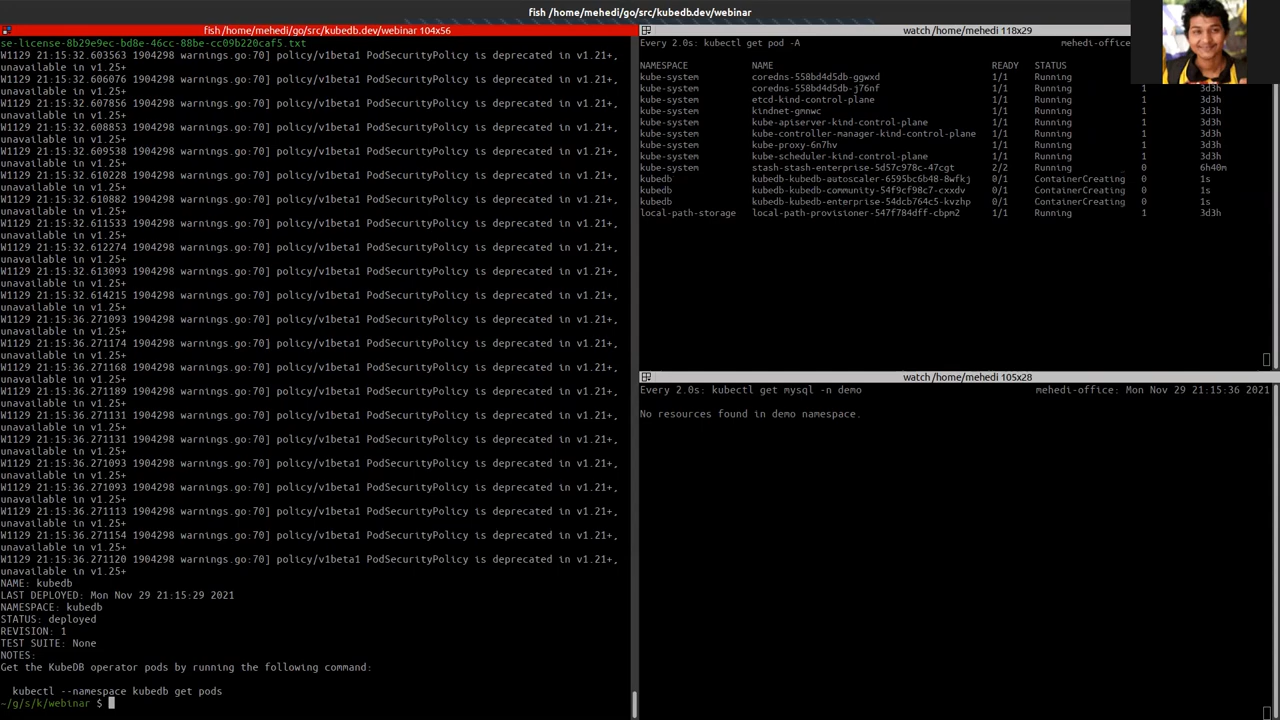 fish /home/mehedi/go/src/kubedb.dev/webinar
fish /home/mehedi/go/src/kubedb.dev/webinar 104x56
se-license-8b29e9ec-bd8e-46cc-88be-cc09b220caf5.txt
W1129 21:15:32.603563 1904298 warnings.go:70] policy/v1beta1 PodSecurityPolicy is deprecated in v1.21+,
unavailable in v1.25+
W1129 21:15:32.606076 1904298 warnings.go:70] policy/v1beta1 PodSecurityPolicy is deprecated in v1.21+,
unavailable in v1.25+
W1129 21:15:32.607856 1904298 warnings.go:70] policy/v1beta1 PodSecurityPolicy is deprecated in v1.21+,
unavailable in v1.25+
W1129 21:15:32.608853 1904298 warnings.go:70] policy/v1beta1 PodSecurityPolicy is deprecated in v1.21+,
unavailable in v1.25+
W1129 21:15:32.609538 1904298 warnings.go:70] policy/v1beta1 PodSecurityPolicy is deprecated in v1.21+,
unavailable in v1.25+
W1129 21:15:32.610228 1904298 warnings.go:70] policy/v1beta1 PodSecurityPolicy is deprecated in v1.21+,
unavailable in v1.25+
W1129 21:15:32.610882 1904298 warnings.go:70] policy/v1beta1 PodSecurityPolicy is deprecated in v1.21+,
unavailable in v1.25+
W1129 21:15:32.611533 1904298 warnings.go:70] policy/v1beta1 PodSecurityPolicy is deprecated in v1.21+,
unavailable in v1.25+
W1129 21:15:32.612274 1904298 warnings.go:70] policy/v1beta1 PodSecurityPolicy is deprecated in v1.21+,
unavailable in v1.25+
W1129 21:15:32.613093 1904298 warnings.go:70] policy/v1beta1 PodSecurityPolicy is deprecated in v1.21+,
unavailable in v1.25+
W1129 21:15:32.614215 1904298 warnings.go:70] policy/v1beta1 PodSecurityPolicy is deprecated in v1.21+,
unavailable in v1.25+
W1129 21:15:36.271093 1904298 warnings.go:70] policy/v1beta1 PodSecurityPolicy is deprecated in v1.21+,
unavailable in v1.25+
W1129 21:15:36.271174 1904298 warnings.go:70] policy/v1beta1 PodSecurityPolicy is deprecated in v1.21+,
unavailable in v1.25+
W1129 21:15:36.271168 1904298 warnings.go:70] policy/v1beta1 PodSecurityPolicy is deprecated in v1.21+,
unavailable in v1.25+
W1129 21:15:36.271189 1904298 warnings.go:70] policy/v1beta1 PodSecurityPolicy is deprecated in v1.21+,
unavailable in v1.25+
W1129 21:15:36.271131 1904298 warnings.go:70] policy/v1beta1 PodSecurityPolicy is deprecated in v1.21+,
unavailable in v1.25+
W1129 21:15:36.271131 1904298 warnings.go:70] policy/v1beta1 PodSecurityPolicy is deprecated in v1.21+,
unavailable in v1.25+
W1129 21:15:36.271093 1904298 warnings.go:70] policy/v1beta1 PodSecurityPolicy is deprecated in v1.21+,
unavailable in v1.25+
W1129 21:15:36.271093 1904298 warnings.go:70] policy/v1beta1 PodSecurityPolicy is deprecated in v1.21+,
unavailable in v1.25+
W1129 21:15:36.271113 1904298 warnings.go:70] policy/v1beta1 PodSecurityPolicy is deprecated in v1.21+,
unavailable in v1.25+
W1129 21:15:36.271154 1904298 warnings.go:70] policy/v1beta1 PodSecurityPolicy is deprecated in v1.21+,
unavailable in v1.25+
W1129 21:15:36.271120 1904298 warnings.go:70] policy/v1beta1 PodSecurityPolicy is deprecated in v1.21+,
unavailable in v1.25+
NAME: kubedb
LAST DEPLOYED: Mon Nov 29 21:15:29 2021
NAMESPACE: kubedb
STATUS: deployed
REVISION: 1
TEST SUITE: None
NOTES:
Get the KubeDB operator pods by running the following command:
kubectl --namespace kubedb get pods
~/g/s/k/webinar $
watch /home/mehedi 118x29
Every 2.0s: kubectl get pod -A mehedi-office:
NAMESPACE NAME READY STATUS
kube-system coredns-558bd4d5db-ggwxd 1/1 Running
kube-system coredns-558bd4d5db-j76nf 1/1 Running 1 3d3h
kube-system etcd-kind-control-plane 1/1 Running 1 3d3h
kube-system kindnet-gmnwc 1/1 Running 1 3d3h
kube-system kube-apiserver-kind-control-plane 1/1 Running 1 3d3h
kube-system kube-controller-manager-kind-control-plane 1/1 Running 1 3d3h
kube-system kube-proxy-6n7hv 1/1 Running 1 3d3h
kube-system kube-scheduler-kind-control-plane 1/1 Running 1 3d3h
kube-system stash-stash-enterprise-5d57c978c-47cgt 2/2 Running 0 6h40m
kubedb kubedb-kubedb-autoscaler-6595bc6b48-8wfkj 0/1 ContainerCreating 0 1s
kubedb kubedb-kubedb-community-54f9cf98c7-cxxdv 0/1 ContainerCreating 0 1s
kubedb kubedb-kubedb-enterprise-54dcb764c5-kvzhp 0/1 ContainerCreating 0 1s
local-path-storage local-path-provisioner-547f784dff-cbpm2 1/1 Running 1 3d3h
watch /home/mehedi 105x28
Every 2.0s: kubectl get mysql -n demo mehedi-office: Mon Nov 29 21:15:36 2021
No resources found in demo namespace.